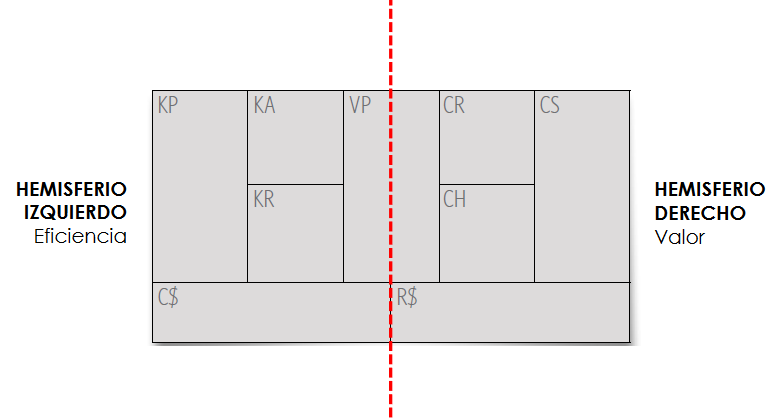 KP
KA
VP
CR
CS
KR
CH
C$
R$
HEMISFERIO
IZQUIERDO
Eficiencia
HEMISFERIO
DERECHO
Valor